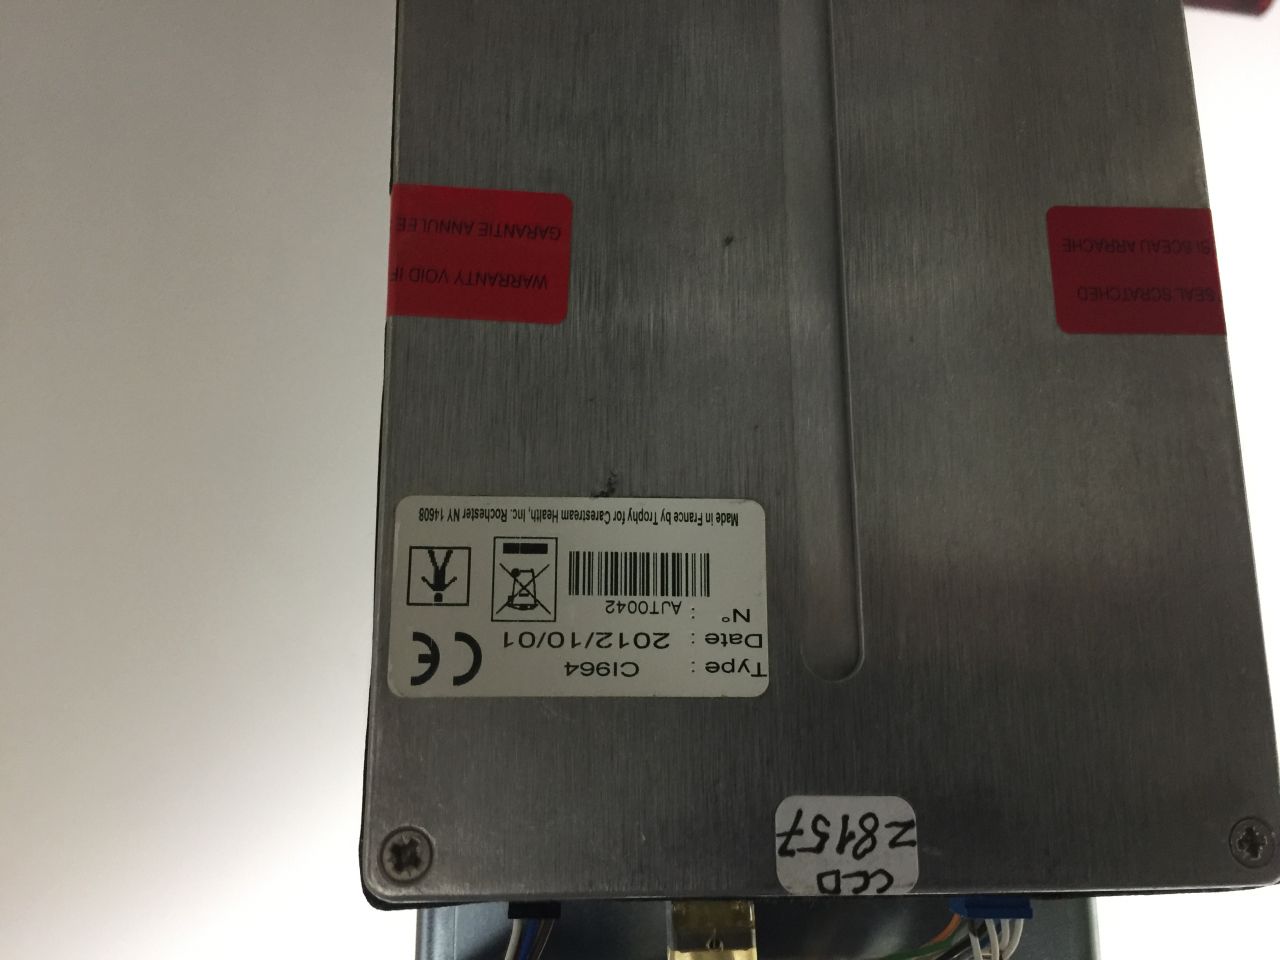 CCD
Z8157
Type : CI964
Date : 2012/10/01
N° : AJT0042
CE
Made in France by Trophy for Carestream Health, Inc. Rochester NY 14608
WARRANTY VOID IF
GARANTIE ANNULEE
SEAL SCRATCHED
SI SCEAU ARRACHE